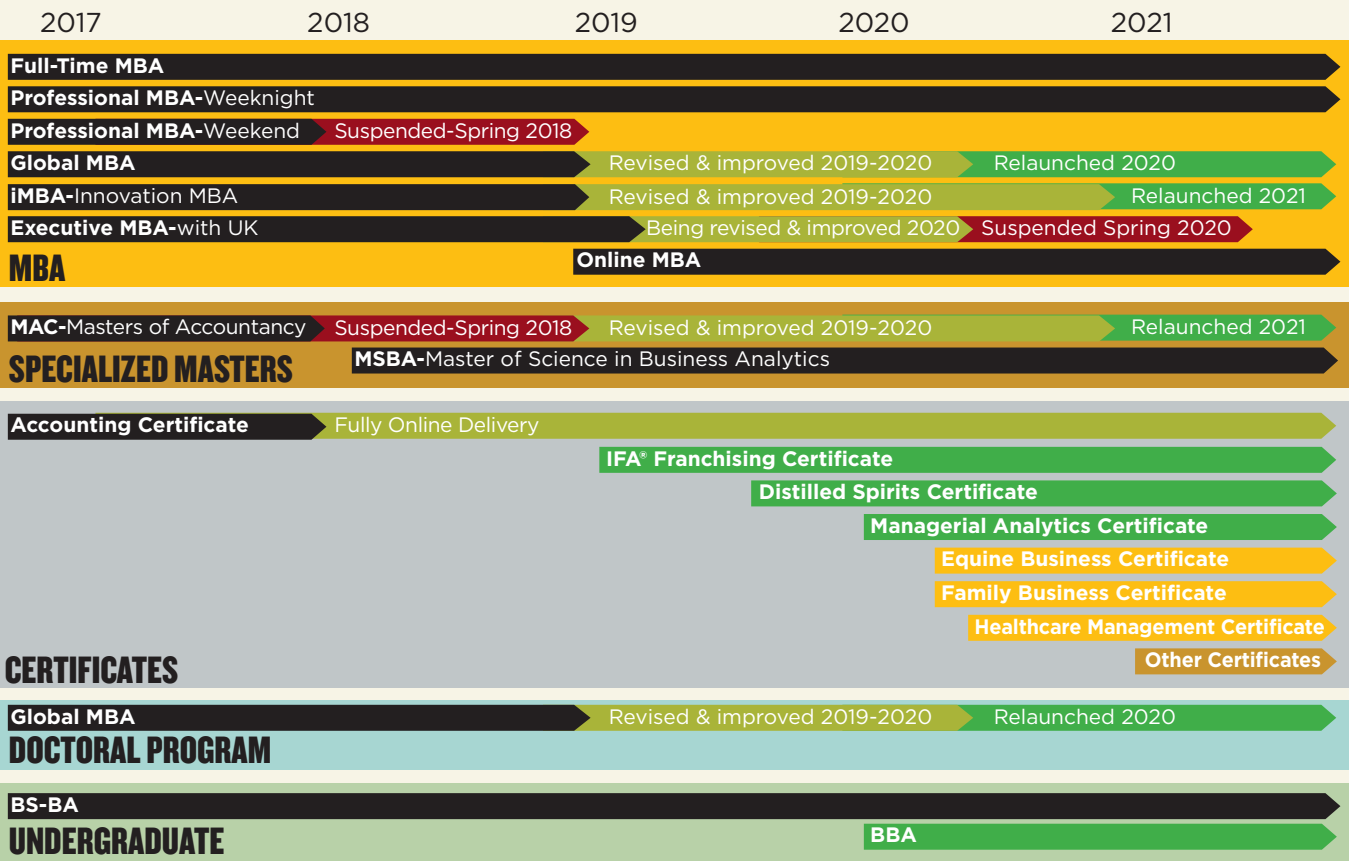 2017 2018 2019 2020 2021
Full-Time MBA
Professional MBA-Weeknight
Professional MBA-Weekend Suspended-Spring 2018
Global MBA Revised & improved 2019-2020 Relaunched 2020
iMBA-Innovation MBA Revised & improved 2019-2020 Relaunched 2021
Executive MBA-with UK Being revised & improved 2020 Suspended Spring 2020
Online MBA
MBA
MAC-Masters of Accountancy Suspended-Spring 2018 Revised & improved 2019-2020 Relaunched 2021
MSBA-Master of Science in Business Analytics
SPECIALIZED MASTERS
Accounting Certificate Fully Online Delivery
IFA® Franchising Certificate
Distilled Spirits Certificate
Managerial Analytics Certificate
Equine Business Certificate
Family Business Certificate
Healthcare Management Certificate
Other Certificates
CERTIFICATES
Global MBA Revised & improved 2019-2020 Relaunched 2020
DOCTORAL PROGRAM
BS-BA
BBA
UNDERGRADUATE